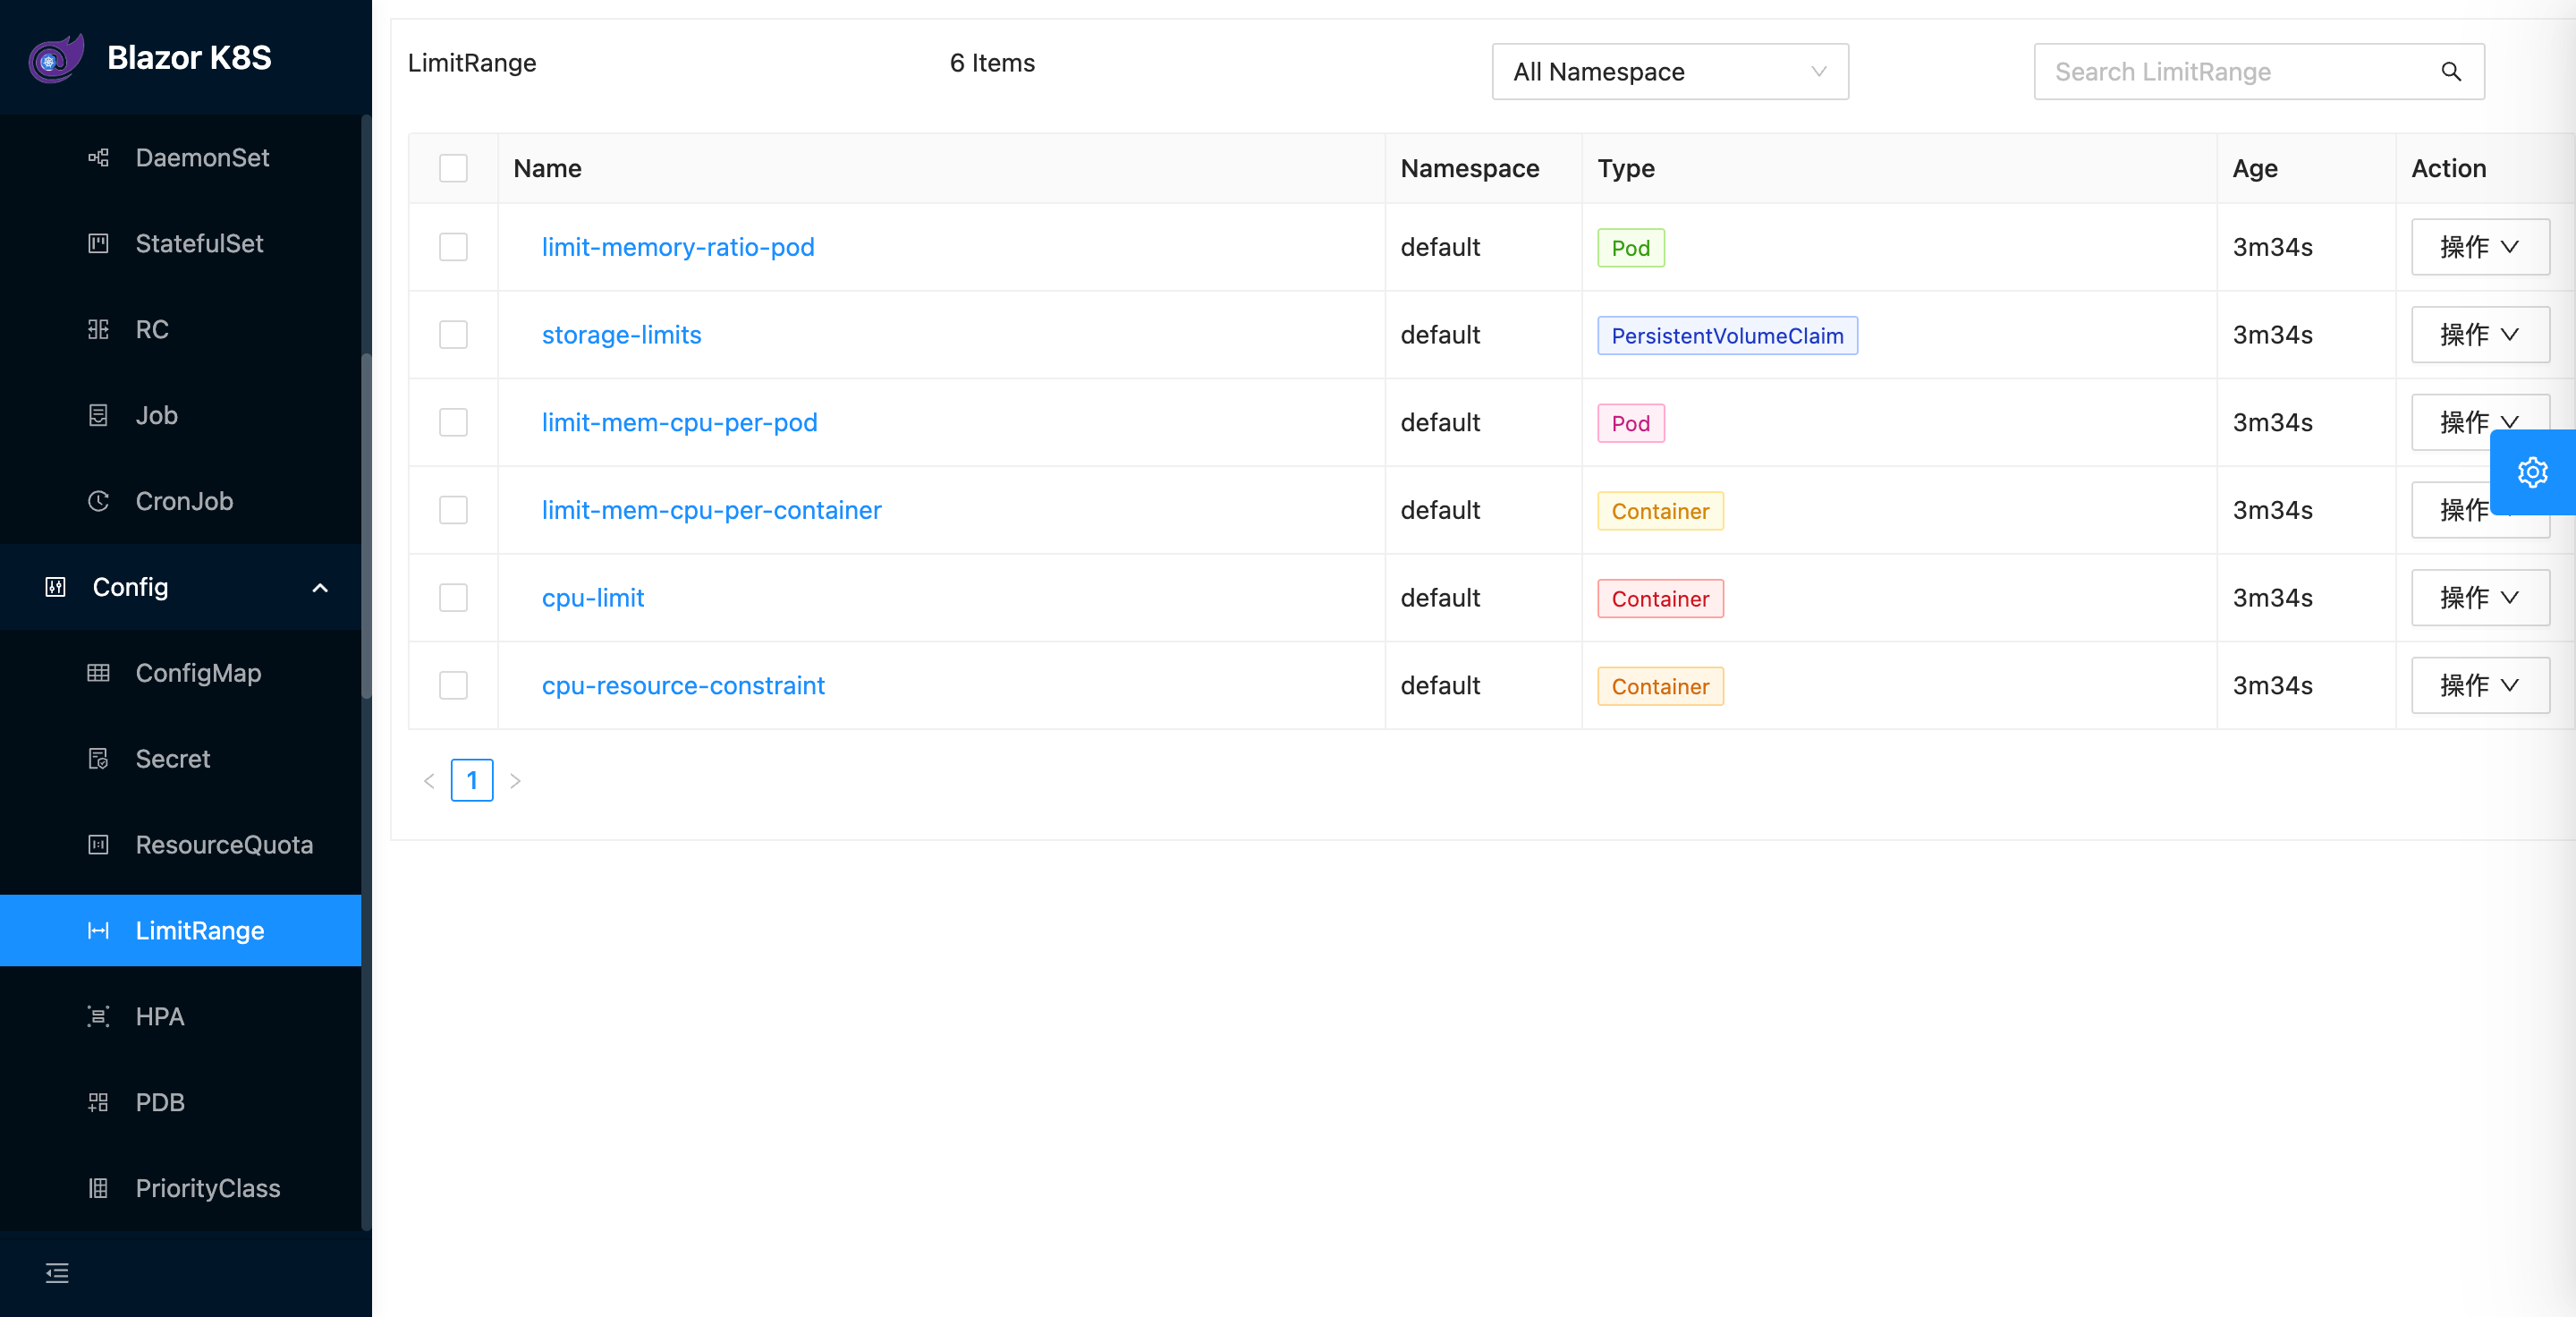 Blazor K8S
DaemonSet
StatefulSet
RC
Job
CronJob
Config
ConfigMap
Secret
ResourceQuota
LimitRange
HPA
PDB
PriorityClass
LimitRange 6 Items All Namespace Search LimitRange
Name Namespace Type Age Action
limit-memory-ratio-pod default Pod 3m34s 操作
storage-limits default PersistentVolumeClaim 3m34s 操作
limit-mem-cpu-per-pod default Pod 3m34s 操作
limit-mem-cpu-per-container default Container 3m34s 操作
cpu-limit default Container 3m34s 操作
cpu-resource-constraint default Container 3m34s 操作
1